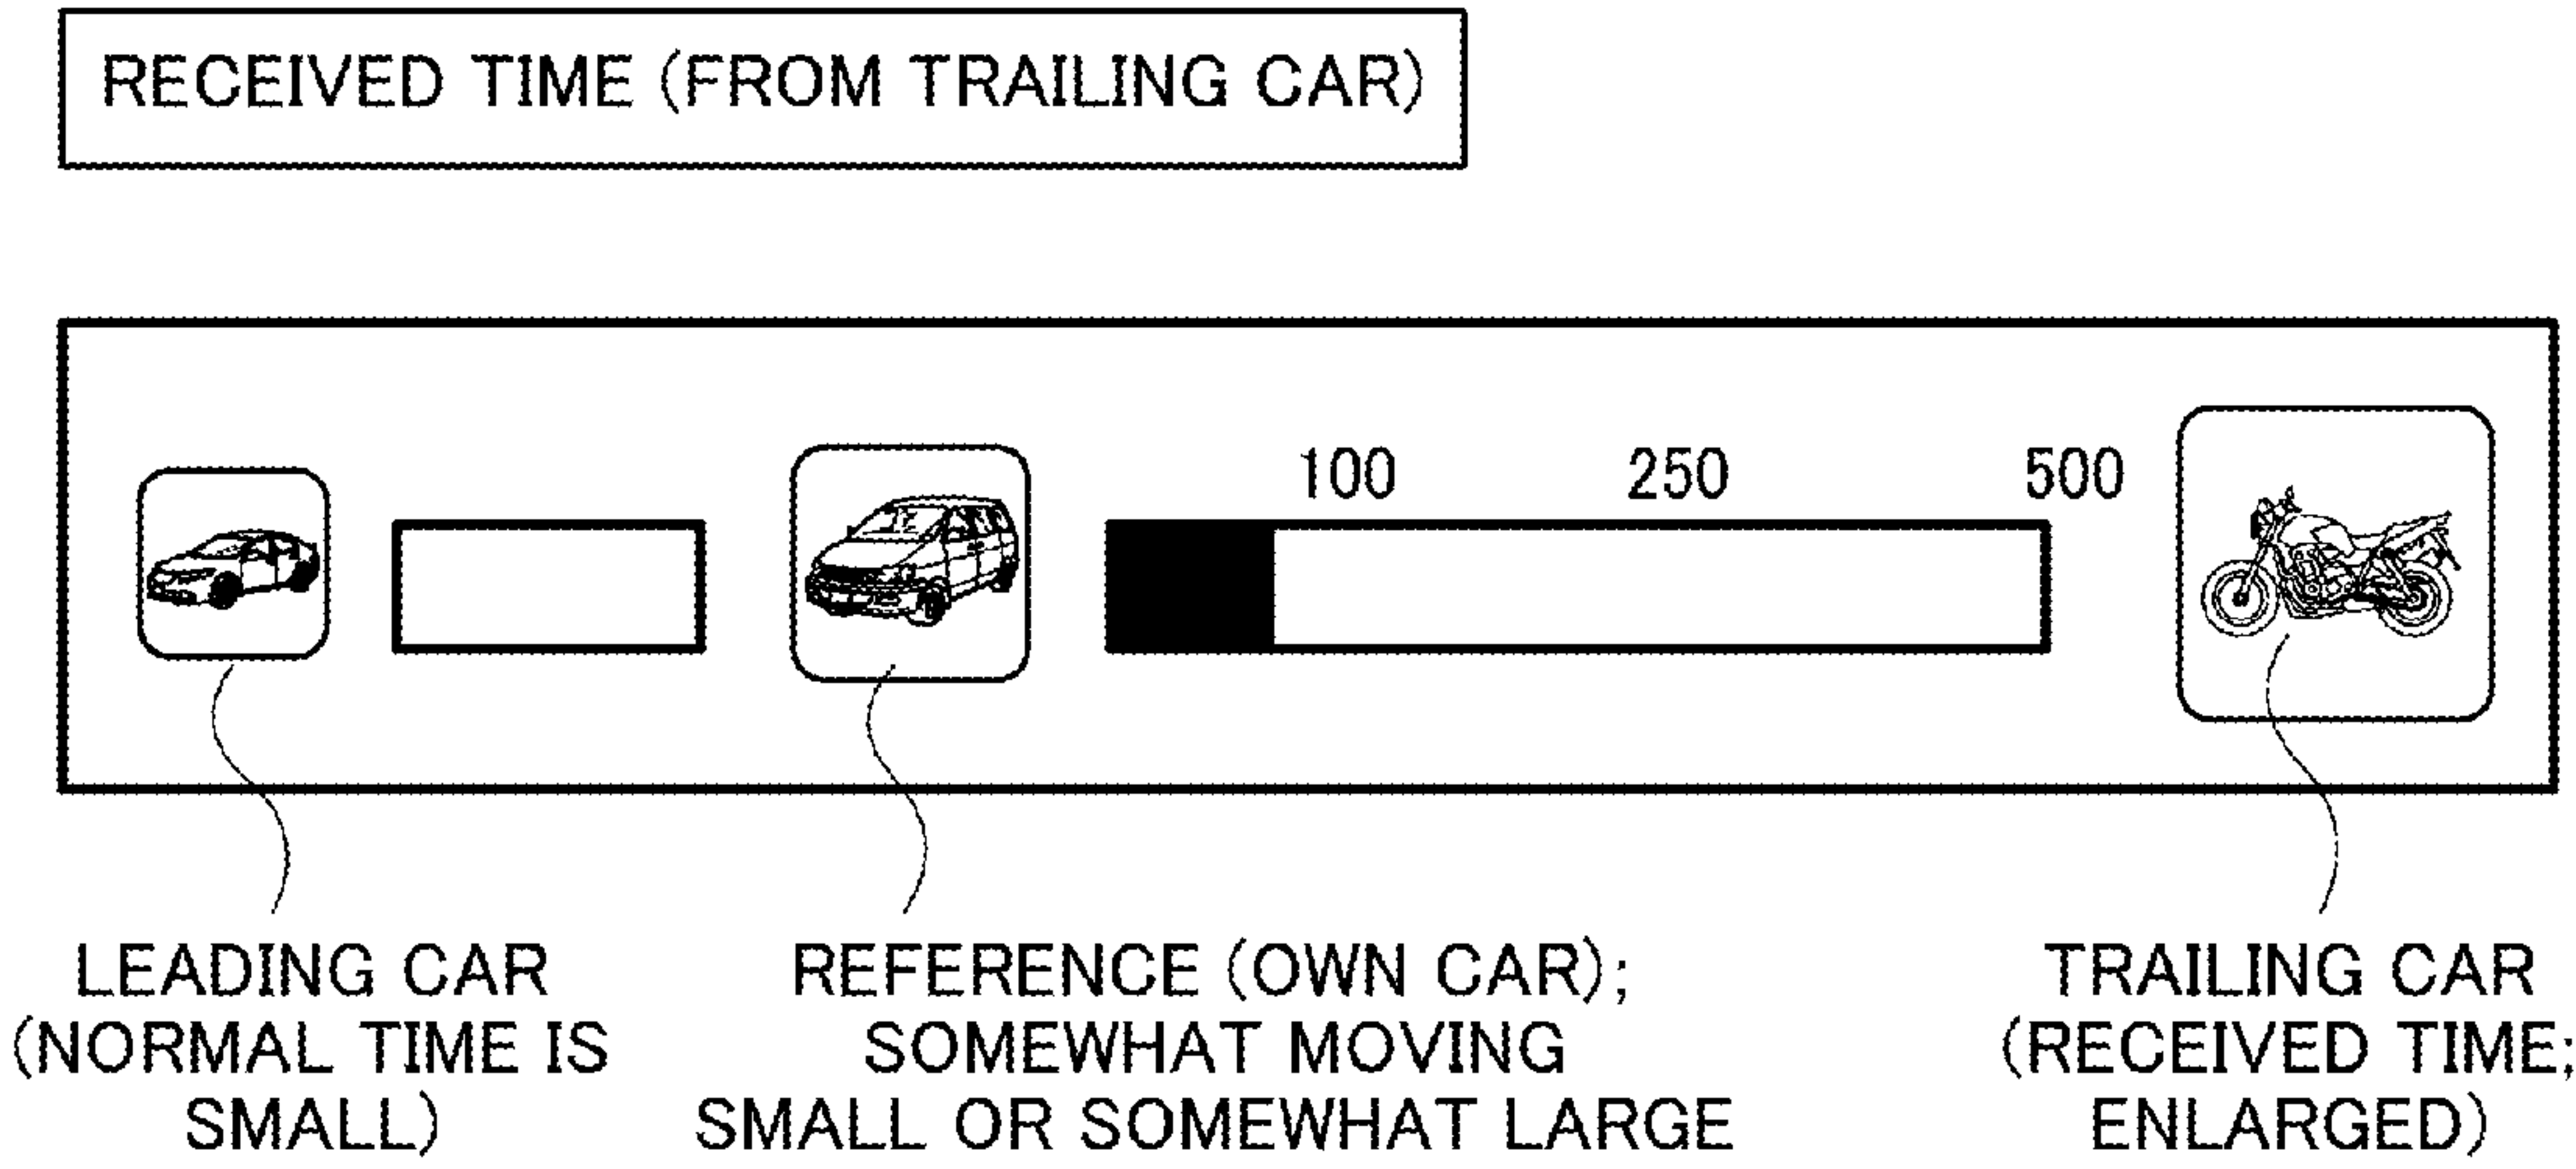 RECEIVED TIME (FROM TRAILING CAR)
100 250 500
LEADING CAR
(NORMAL TIME IS
SMALL)
REFERENCE (OWN CAR);
SOMEWHAT MOVING
SMALL OR SOMEWHAT LARGE
TRAILING CAR
(RECEIVED TIME;
ENLARGED)